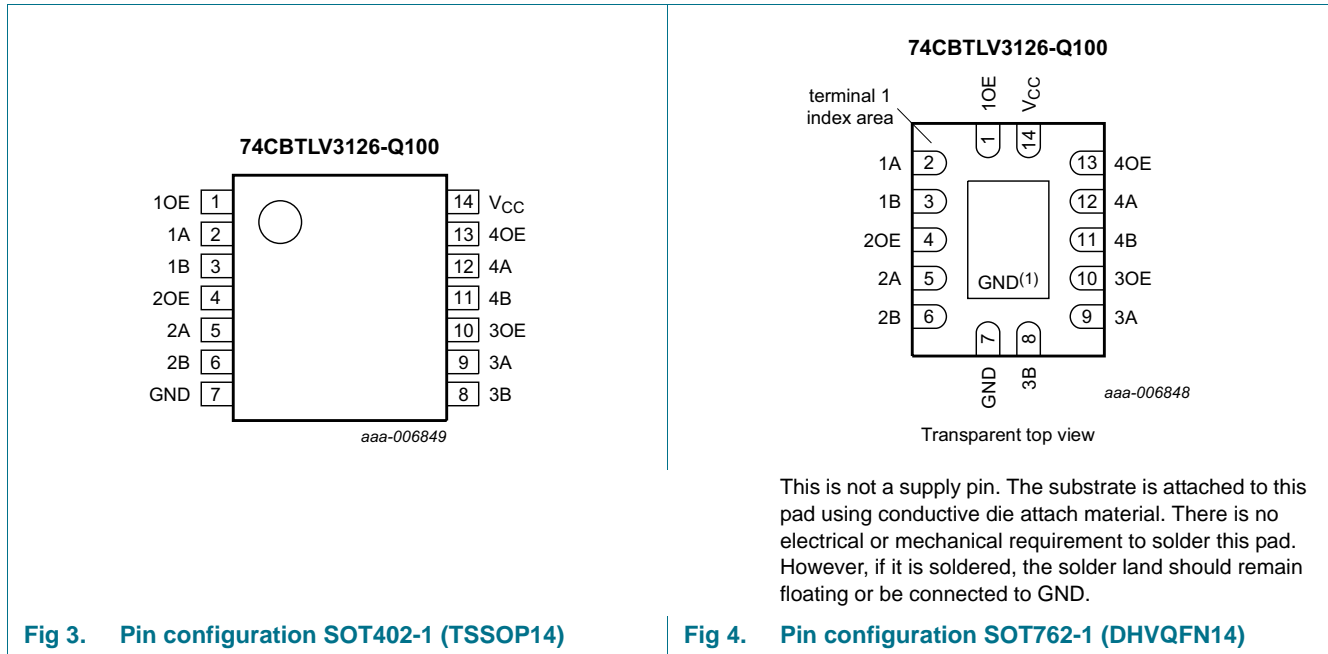 74CBTLV3126-Q100
1OE 1
1A 2
1B 3
2OE 4
2A 5
2B 6
GND 7
14 VCC
13 4OE
12 4A
11 4B
10 3OE
9 3A
8 3B
aaa-006849
Fig 3. Pin configuration SOT402-1 (TSSOP14)
74CBTLV3126-Q100
terminal 1
index area
1OE
VCC
1
14
1A 2
1B 3
2OE 4
2A 5
2B 6
13 4OE
12 4A
11 4B
10 3OE
9 3A
GND(1)
7
8
GND
3B
aaa-006848
Transparent top view
This is not a supply pin. The substrate is attached to this
pad using conductive die attach material. There is no
electrical or mechanical requirement to solder this pad.
However, if it is soldered, the solder land should remain
floating or be connected to GND.
Fig 4. Pin configuration SOT762-1 (DHVQFN14)